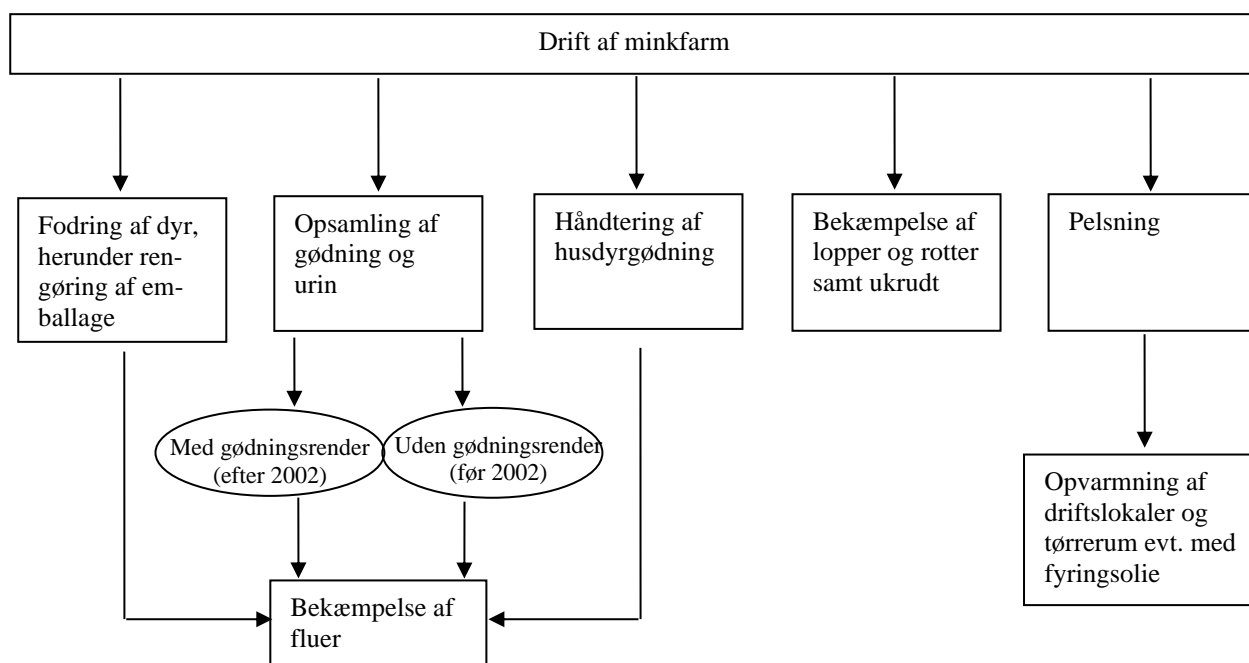 Drift af minkfarm
Fodring af dyr,
herunder ren-
gøring af em-
ballage
Opsamling af
gødning og
urin
Håndtering af
husdyrgødning
Bekæmpelse af
lopper og rotter
samt ukrudt
Pelsning
Med gødningsrender
(efter 2002)
Uden gødningsrender
(før 2002)
Opvarmning af
driftslokaler og
tørrerum evt. med
fyringsolie
Bekæmpelse af
fluer